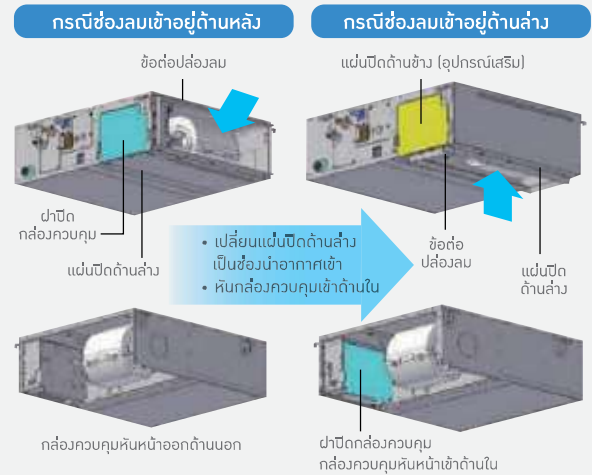 กรณีช่องลมเข้าอยู่ด้านหลัง
ข้อต่อปล่องลม
ฝาปิด
กล่องควบคุม
แผ่นปิดด้านล่าง
กรณีช่องลมเข้าอยู่ด้านล่าง
แผ่นปิดด้านข้าง (อุปกรณ์เสริม)
ข้อต่อ
ปล่องลม
แผ่นปิด
ด้านล่าง
• เปลี่ยนแผ่นปิดด้านล่าง
เป็นช่องนำอากาศเข้า
• หันกล่องควบคุมเข้าด้านใน
กล่องควบคุมหันหน้าออกด้านนอก
ฝาปิดกล่องควบคุม
กล่องควบคุมหันหน้าเข้าด้านใน